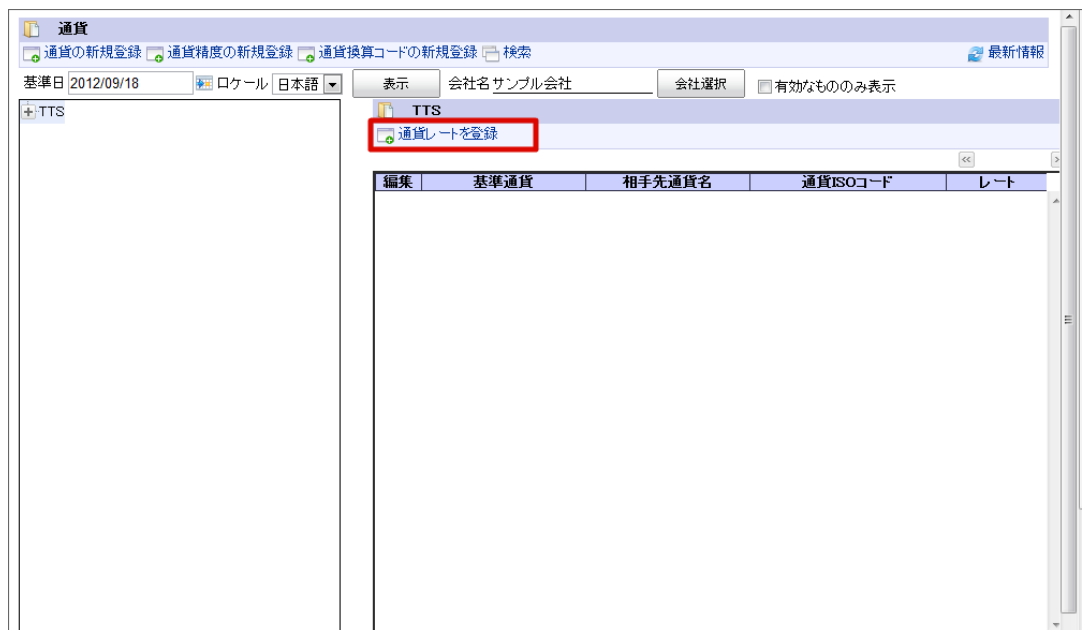 通貨
通貨の新規登録 通貨精度の新規登録 通貨換算コードの新規登録 検索 最新情報
基準日 2012/09/18 ロケール 日本語 表示 会社名 サンプル会社 会社選択 有効なもののみ表示
TTS
TTS
通貨レートを登録
編集 基準通貨 相手先通貨名 通貨ISOコード レート